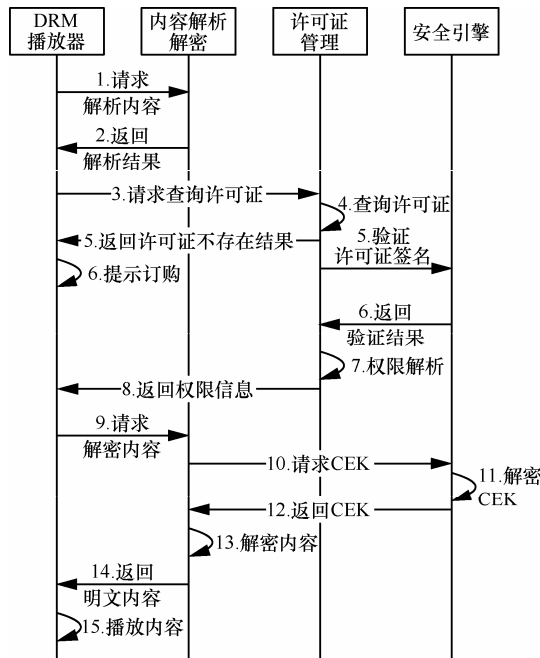 DRM
播放器
内容解析
解密
许可证
管理
安全引擎
1.请求
解析内容
2.返回
解析结果
3.请求查询许可证
4.查询许可证
5.返回许可证不存在结果
5.验证
许可证签名
6.提示订购
6.返回
验证结果
7.权限解析
8.返回权限信息
9.请求
解密内容
10.请求CEK
11.解密
CEK
12.返回CEK
13.解密内容
14.返回
明文内容
15.播放内容